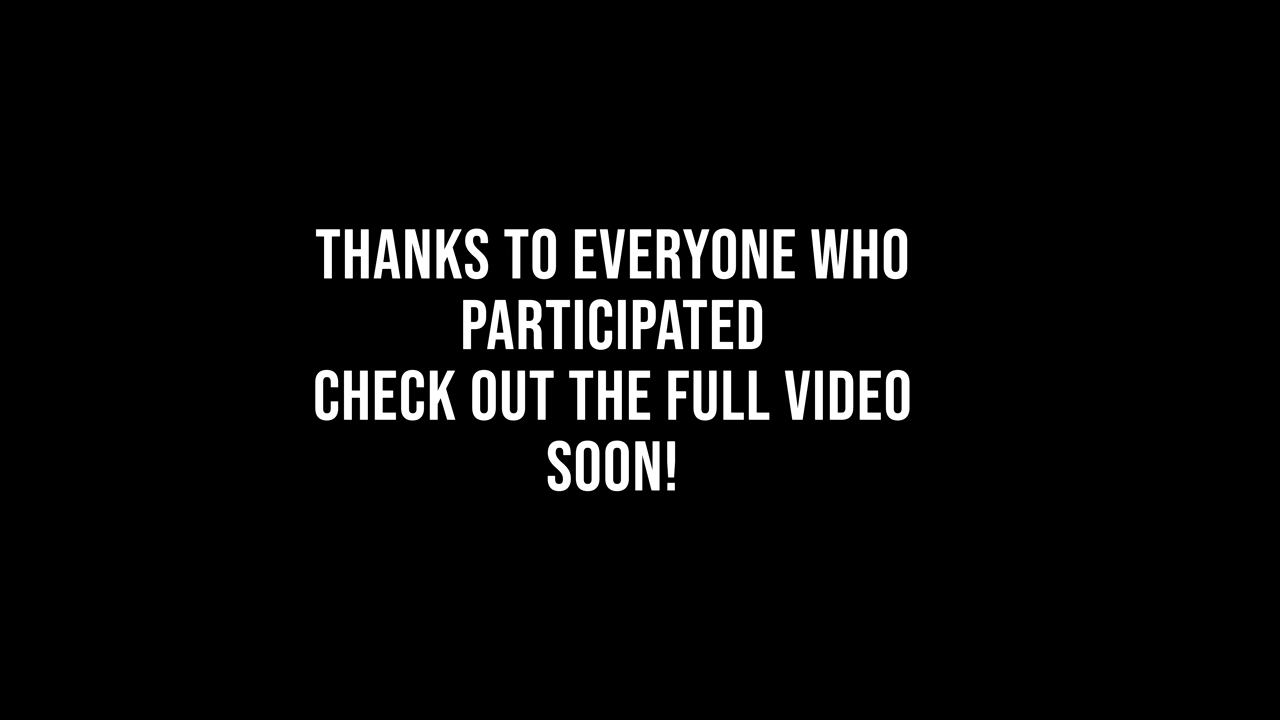 THANKS TO EVERYONE WHO
PARTICIPATED
CHECK OUT THE FULL VIDEO
SOON!